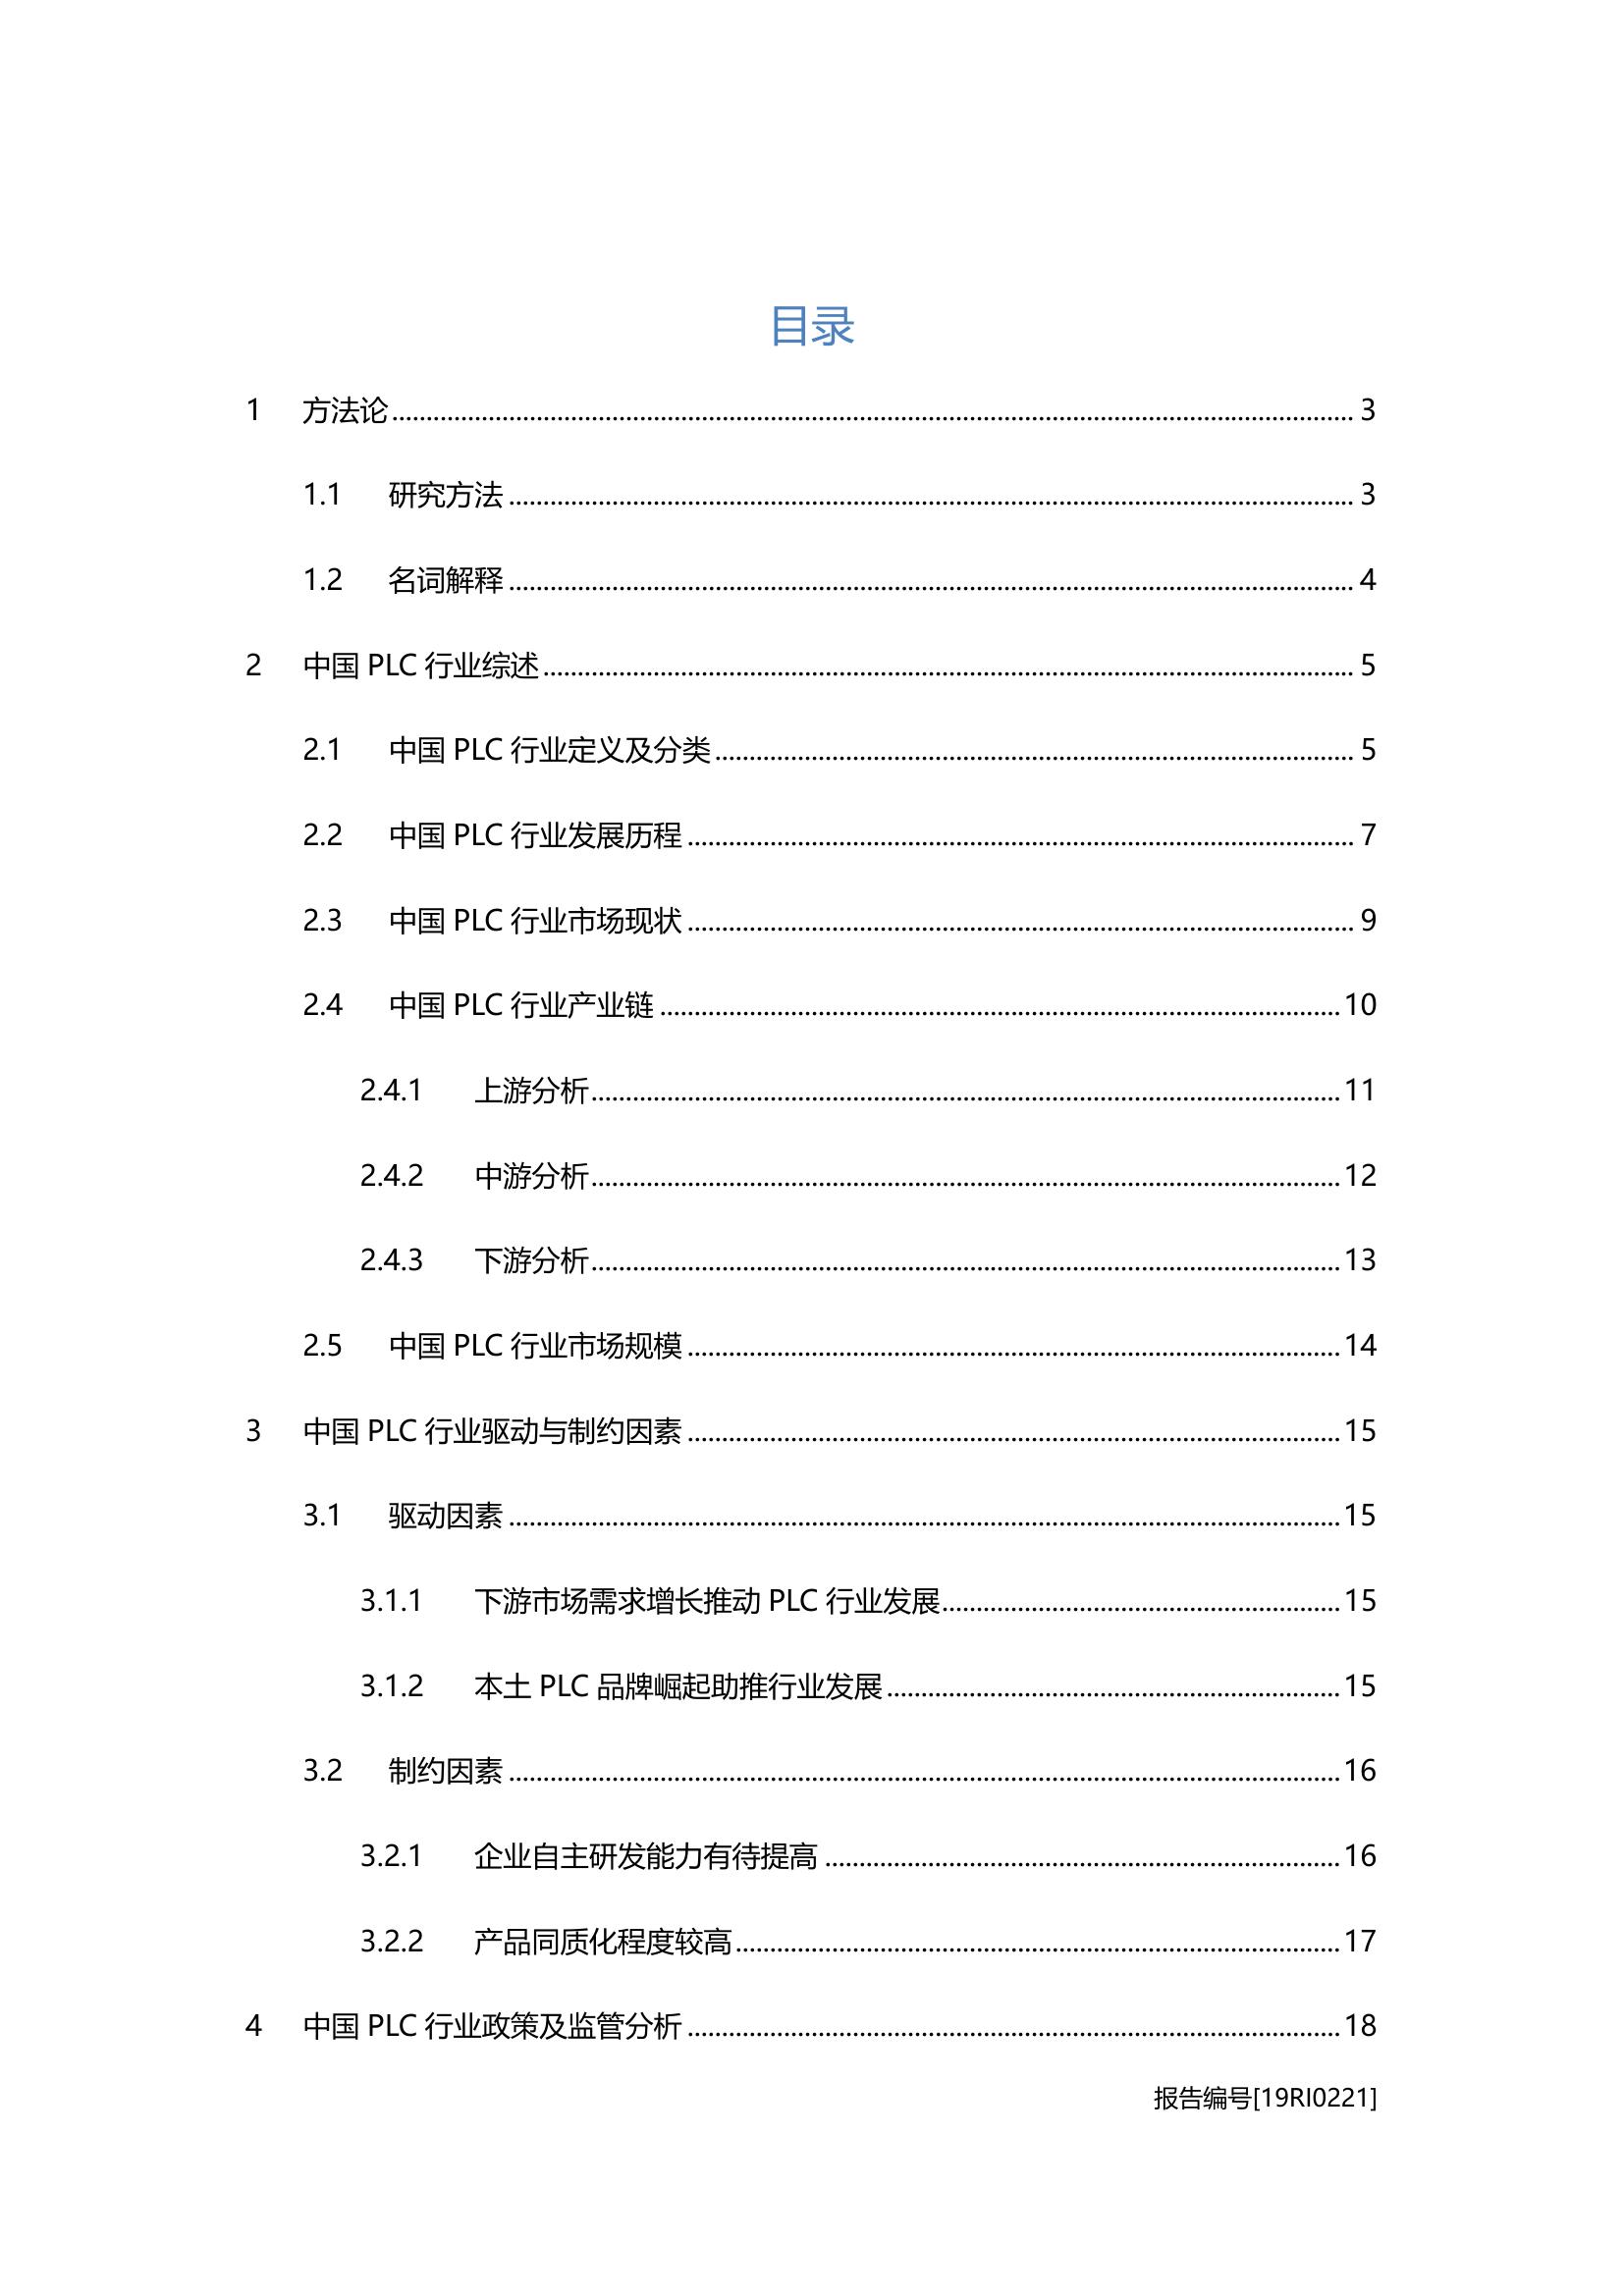 目录
1 方法论 3
1.1 研究方法 3
1.2 名词解释 4
2 中国 PLC 行业综述 5
2.1 中国 PLC 行业定义及分类 5
2.2 中国 PLC 行业发展历程 7
2.3 中国 PLC 行业市场现状 9
2.4 中国 PLC 行业产业链 10
2.4.1 上游分析 11
2.4.2 中游分析 12
2.4.3 下游分析 13
2.5 中国 PLC 行业市场规模 14
3 中国 PLC 行业驱动与制约因素 15
3.1 驱动因素 15
3.1.1 下游市场需求增长推动 PLC 行业发展 15
3.1.2 本土 PLC 品牌崛起助推行业发展 15
3.2 制约因素 16
3.2.1 企业自主研发能力有待提高 16
3.2.2 产品同质化程度较高 17
4 中国 PLC 行业政策及监管分析 18
报告编号[19RI0221]